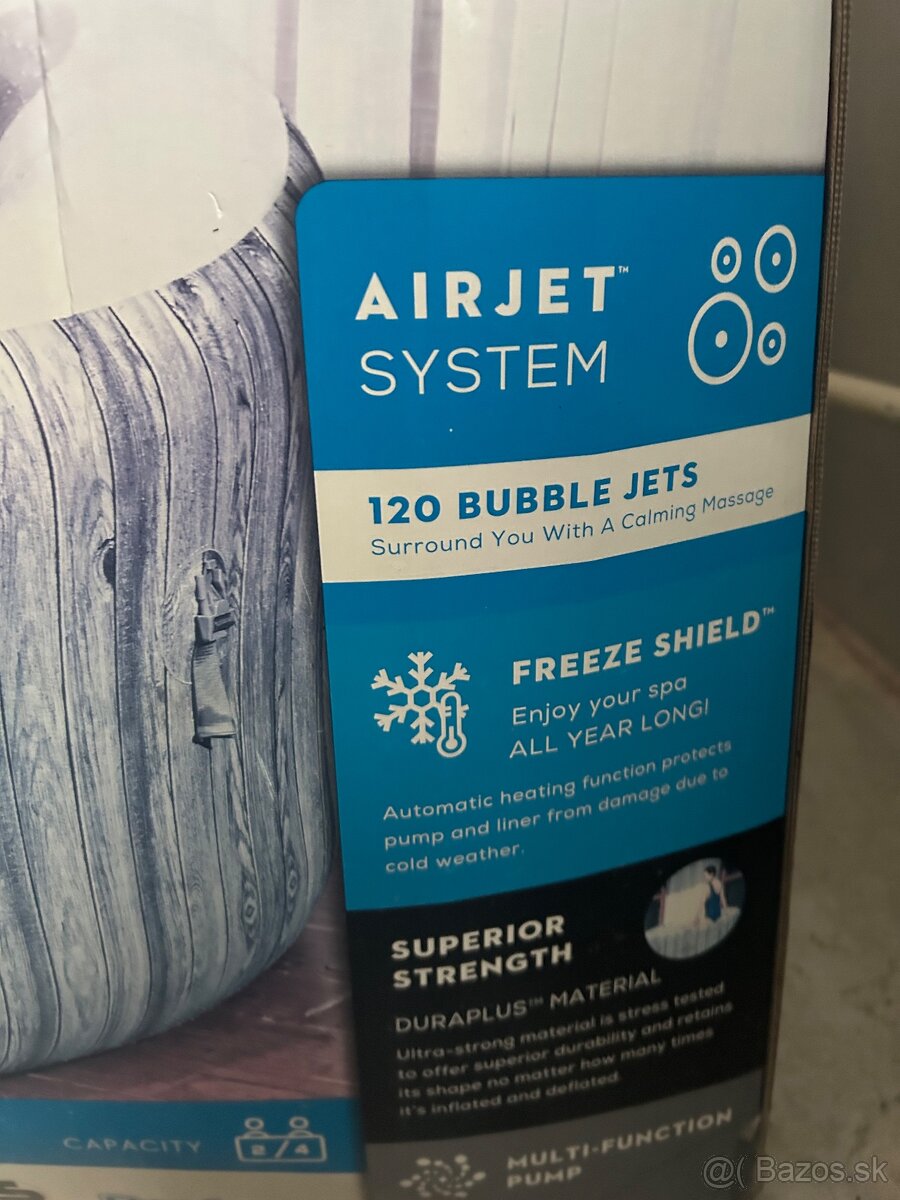 AIRJET™
SYSTEM
120 BUBBLE JETS
Surround You With A Calming Massage
FREEZE SHIELD™
Enjoy your spa
ALL YEAR LONG!
Automatic heating function protects
pump and liner from damage due to
cold weather.
SUPERIOR
STRENGTH
DURAPLUS™ MATERIAL
Ultra-strong material is stress tested
to offer superior durability and retains
its shape no matter how many times
it's inflated and deflated.
CAPACITY
2/4
MULTI-FUNCTION
PUMP
@( Bazos.sk